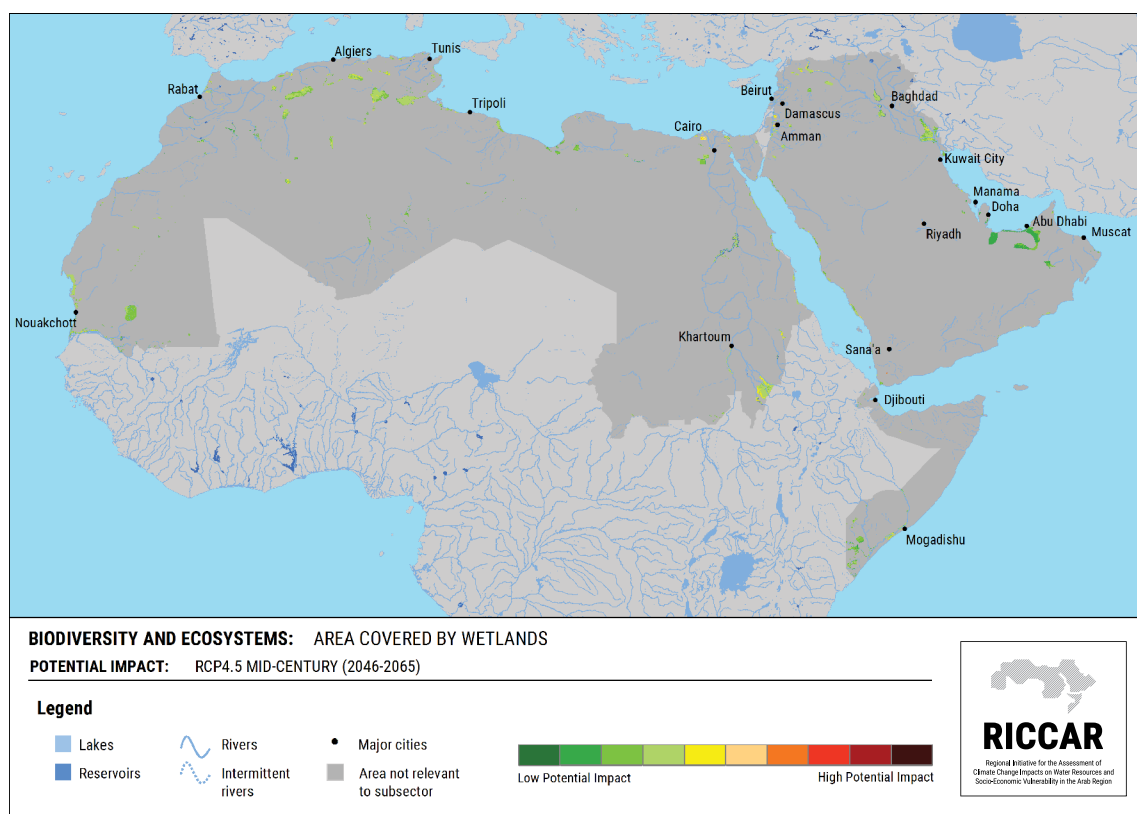 Algiers
Tunis
Rabat
Tripoli
Beirut
Damascus
Baghdad
Cairo
Amman
Kuwait City
Manama
Doha
Abu Dhabi
Riyadh
Muscat
Nouakchott
Khartoum
Sana'a
Djibouti
Mogadishu
BIODIVERSITY AND ECOSYSTEMS: AREA COVERED BY WETLANDS
POTENTIAL IMPACT: RCP4.5 MID-CENTURY (2046-2065)
Legend
Lakes
Reservoirs
Rivers
Intermittent
rivers
Major cities
Area not relevant
to subsector
Low Potential Impact
High Potential Impact
RICCAR
Regional Initiative for the Assessment of
Climate Change Impacts on Water Resources and
Socio-Economic Vulnerability in the Arab Region